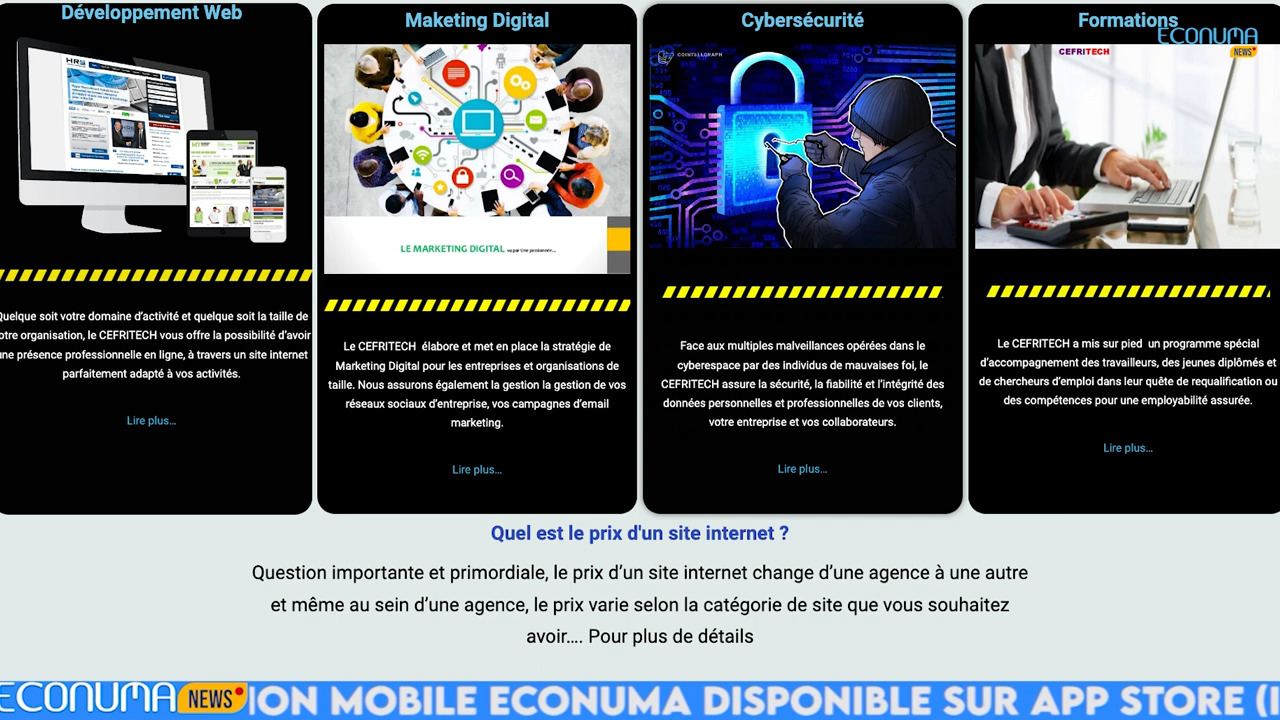 Développement Web
Maketing Digital
Cybersécurité
Formations
ECONUMA
NEWS
COINTELEGRAPH
CEFRITECH
LE MARKETING DIGITAL vu par Une passionnée...
Quelque soit votre domaine d'activité et quelque soit la taille de
otre organisation, le CEFRITECH vous offre la possibilité d'avoir
ne présence professionnelle en ligne, à travers un site internet
parfaitement adapté à vos activités.
Lire plus...
Le CEFRITECH élabore et met en place la stratégie de
Marketing Digital pour les entreprises et organisations de
taille. Nous assurons également la gestion la gestion de vos
réseaux sociaux d'entreprise, vos campagnes d'email
marketing.
Lire plus...
Face aux multiples malveillances opérées dans le
cyberespace par des individus de mauvaises foi, le
CEFRITECH assure la sécurité, la fiabilité et l'intégrité des
données personnelles et professionnelles de vos clients,
votre entreprise et vos collaborateurs.
Lire plus...
Le CEFRITECH a mis sur pied un programme spécial
d'accompagnement des travailleurs, des jeunes diplômés et
de chercheurs d'emploi dans leur quête de requalification ou
des compétences pour une employabilité assurée.
Lire plus...
Quel est le prix d'un site internet ?
Question importante et primordiale, le prix d'un site internet change d'une agence à une autre
et même au sein d'une agence, le prix varie selon la catégorie de site que vous souhaitez
avoir.... Pour plus de détails
ECONUMA NEWS ION MOBILE ECONUMA DISPONIBLE SUR APP STORE (I